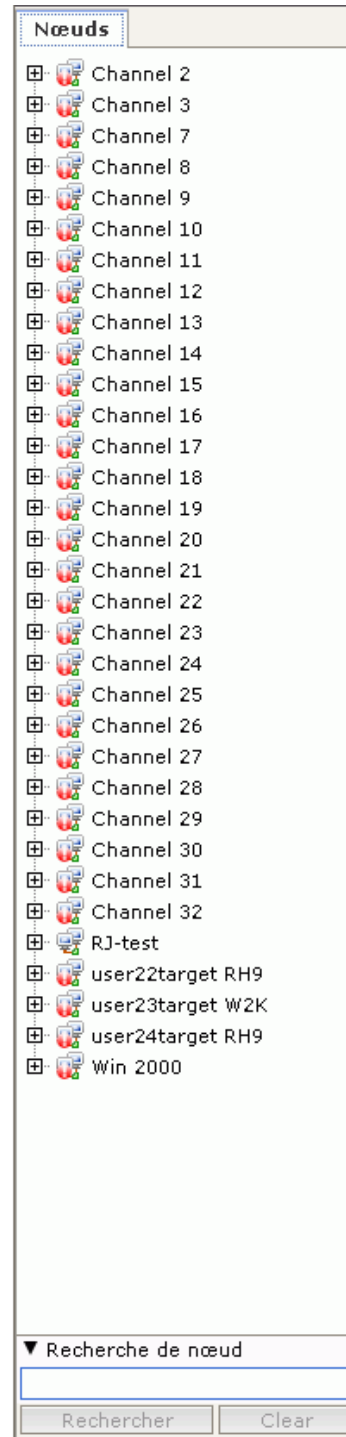 Nœuds
Channel 2
Channel 3
Channel 7
Channel 8
Channel 9
Channel 10
Channel 11
Channel 12
Channel 13
Channel 14
Channel 15
Channel 16
Channel 17
Channel 18
Channel 19
Channel 20
Channel 21
Channel 22
Channel 23
Channel 24
Channel 25
Channel 26
Channel 27
Channel 28
Channel 29
Channel 30
Channel 31
Channel 32
RJ-test
user22target RH9
user23target W2K
user24target RH9
Win 2000
▼ Recherche de nœud
Rechercher Clear